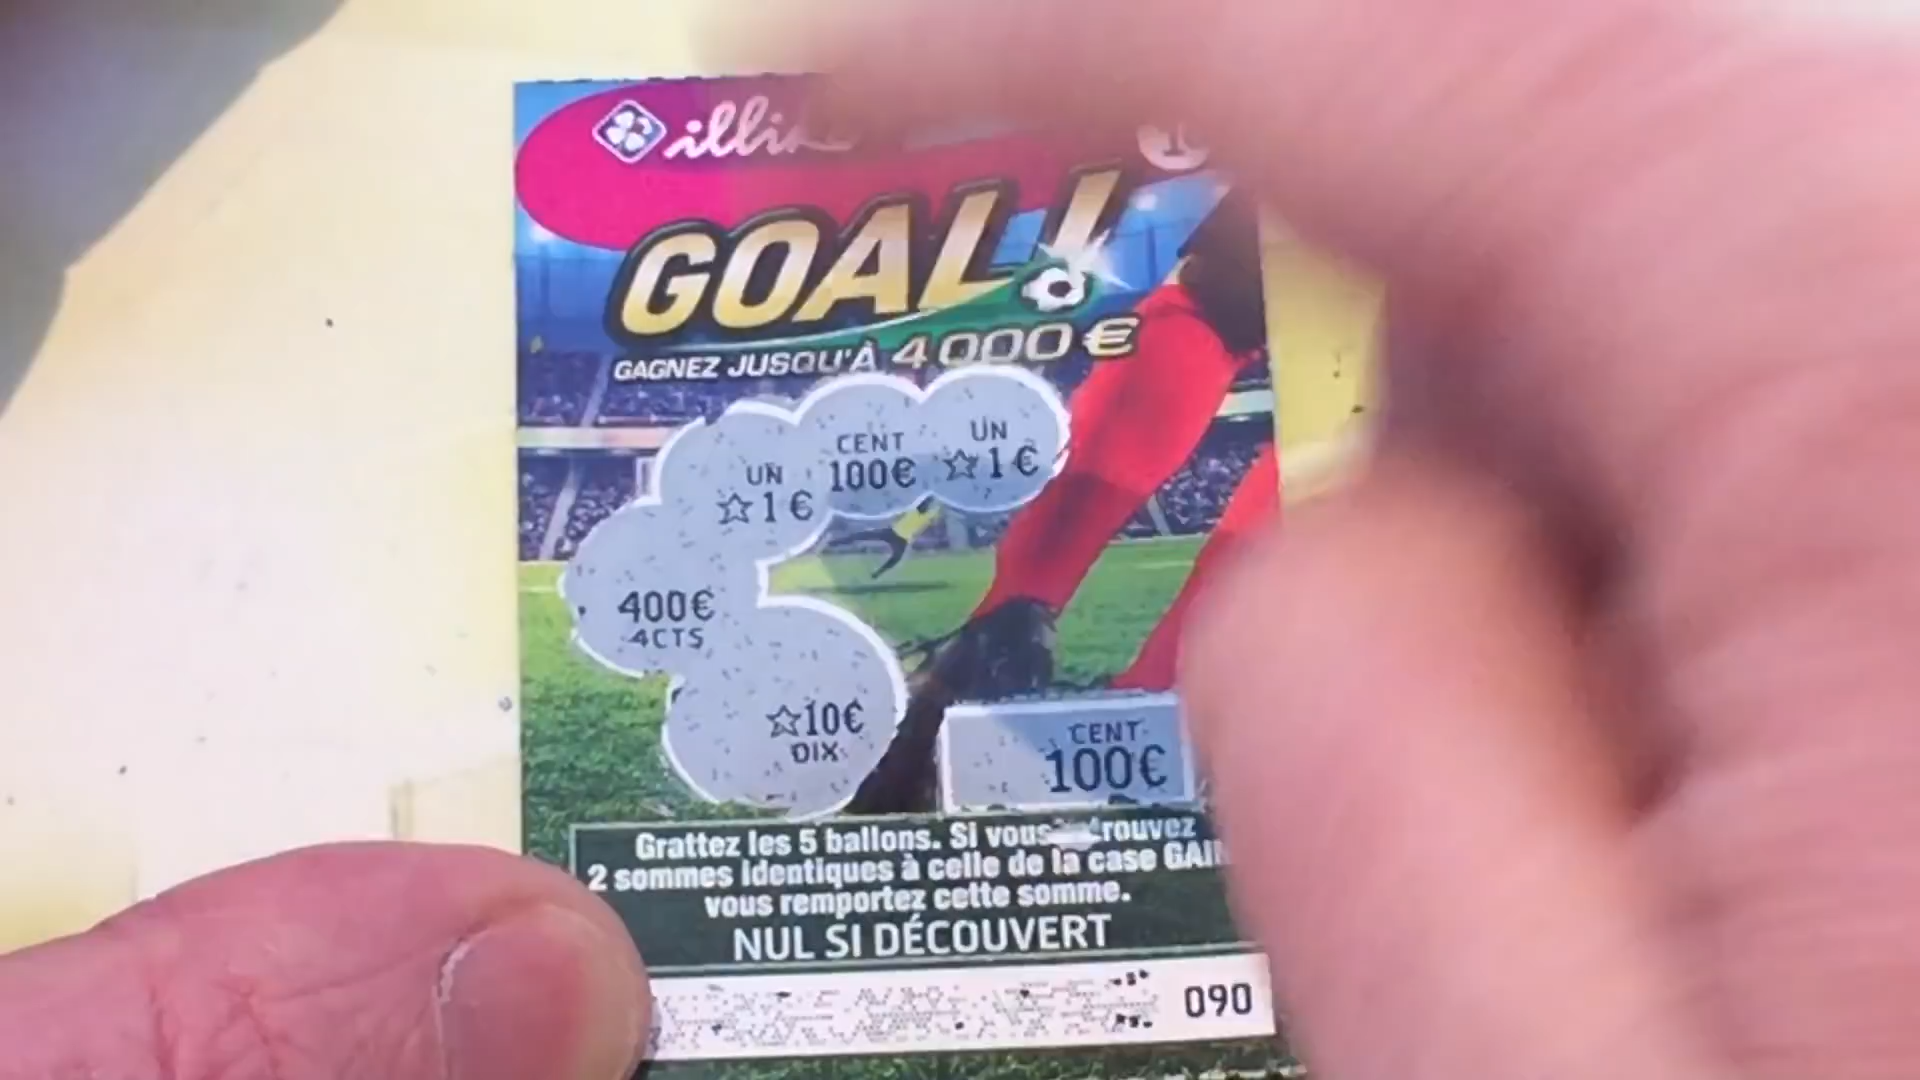 GOAL!
GAGNEZ JUSQU'À 4 000 €
UN
☆1€
CENT
100€
UN
☆1€
400€
4CTS
☆10€
DIX
CENT
100€
Grattez les 5 ballons. Si vous
2 sommes identiques à celle de la case
vous remportez cette somme.
NUL SI DÉCOUVERT
090